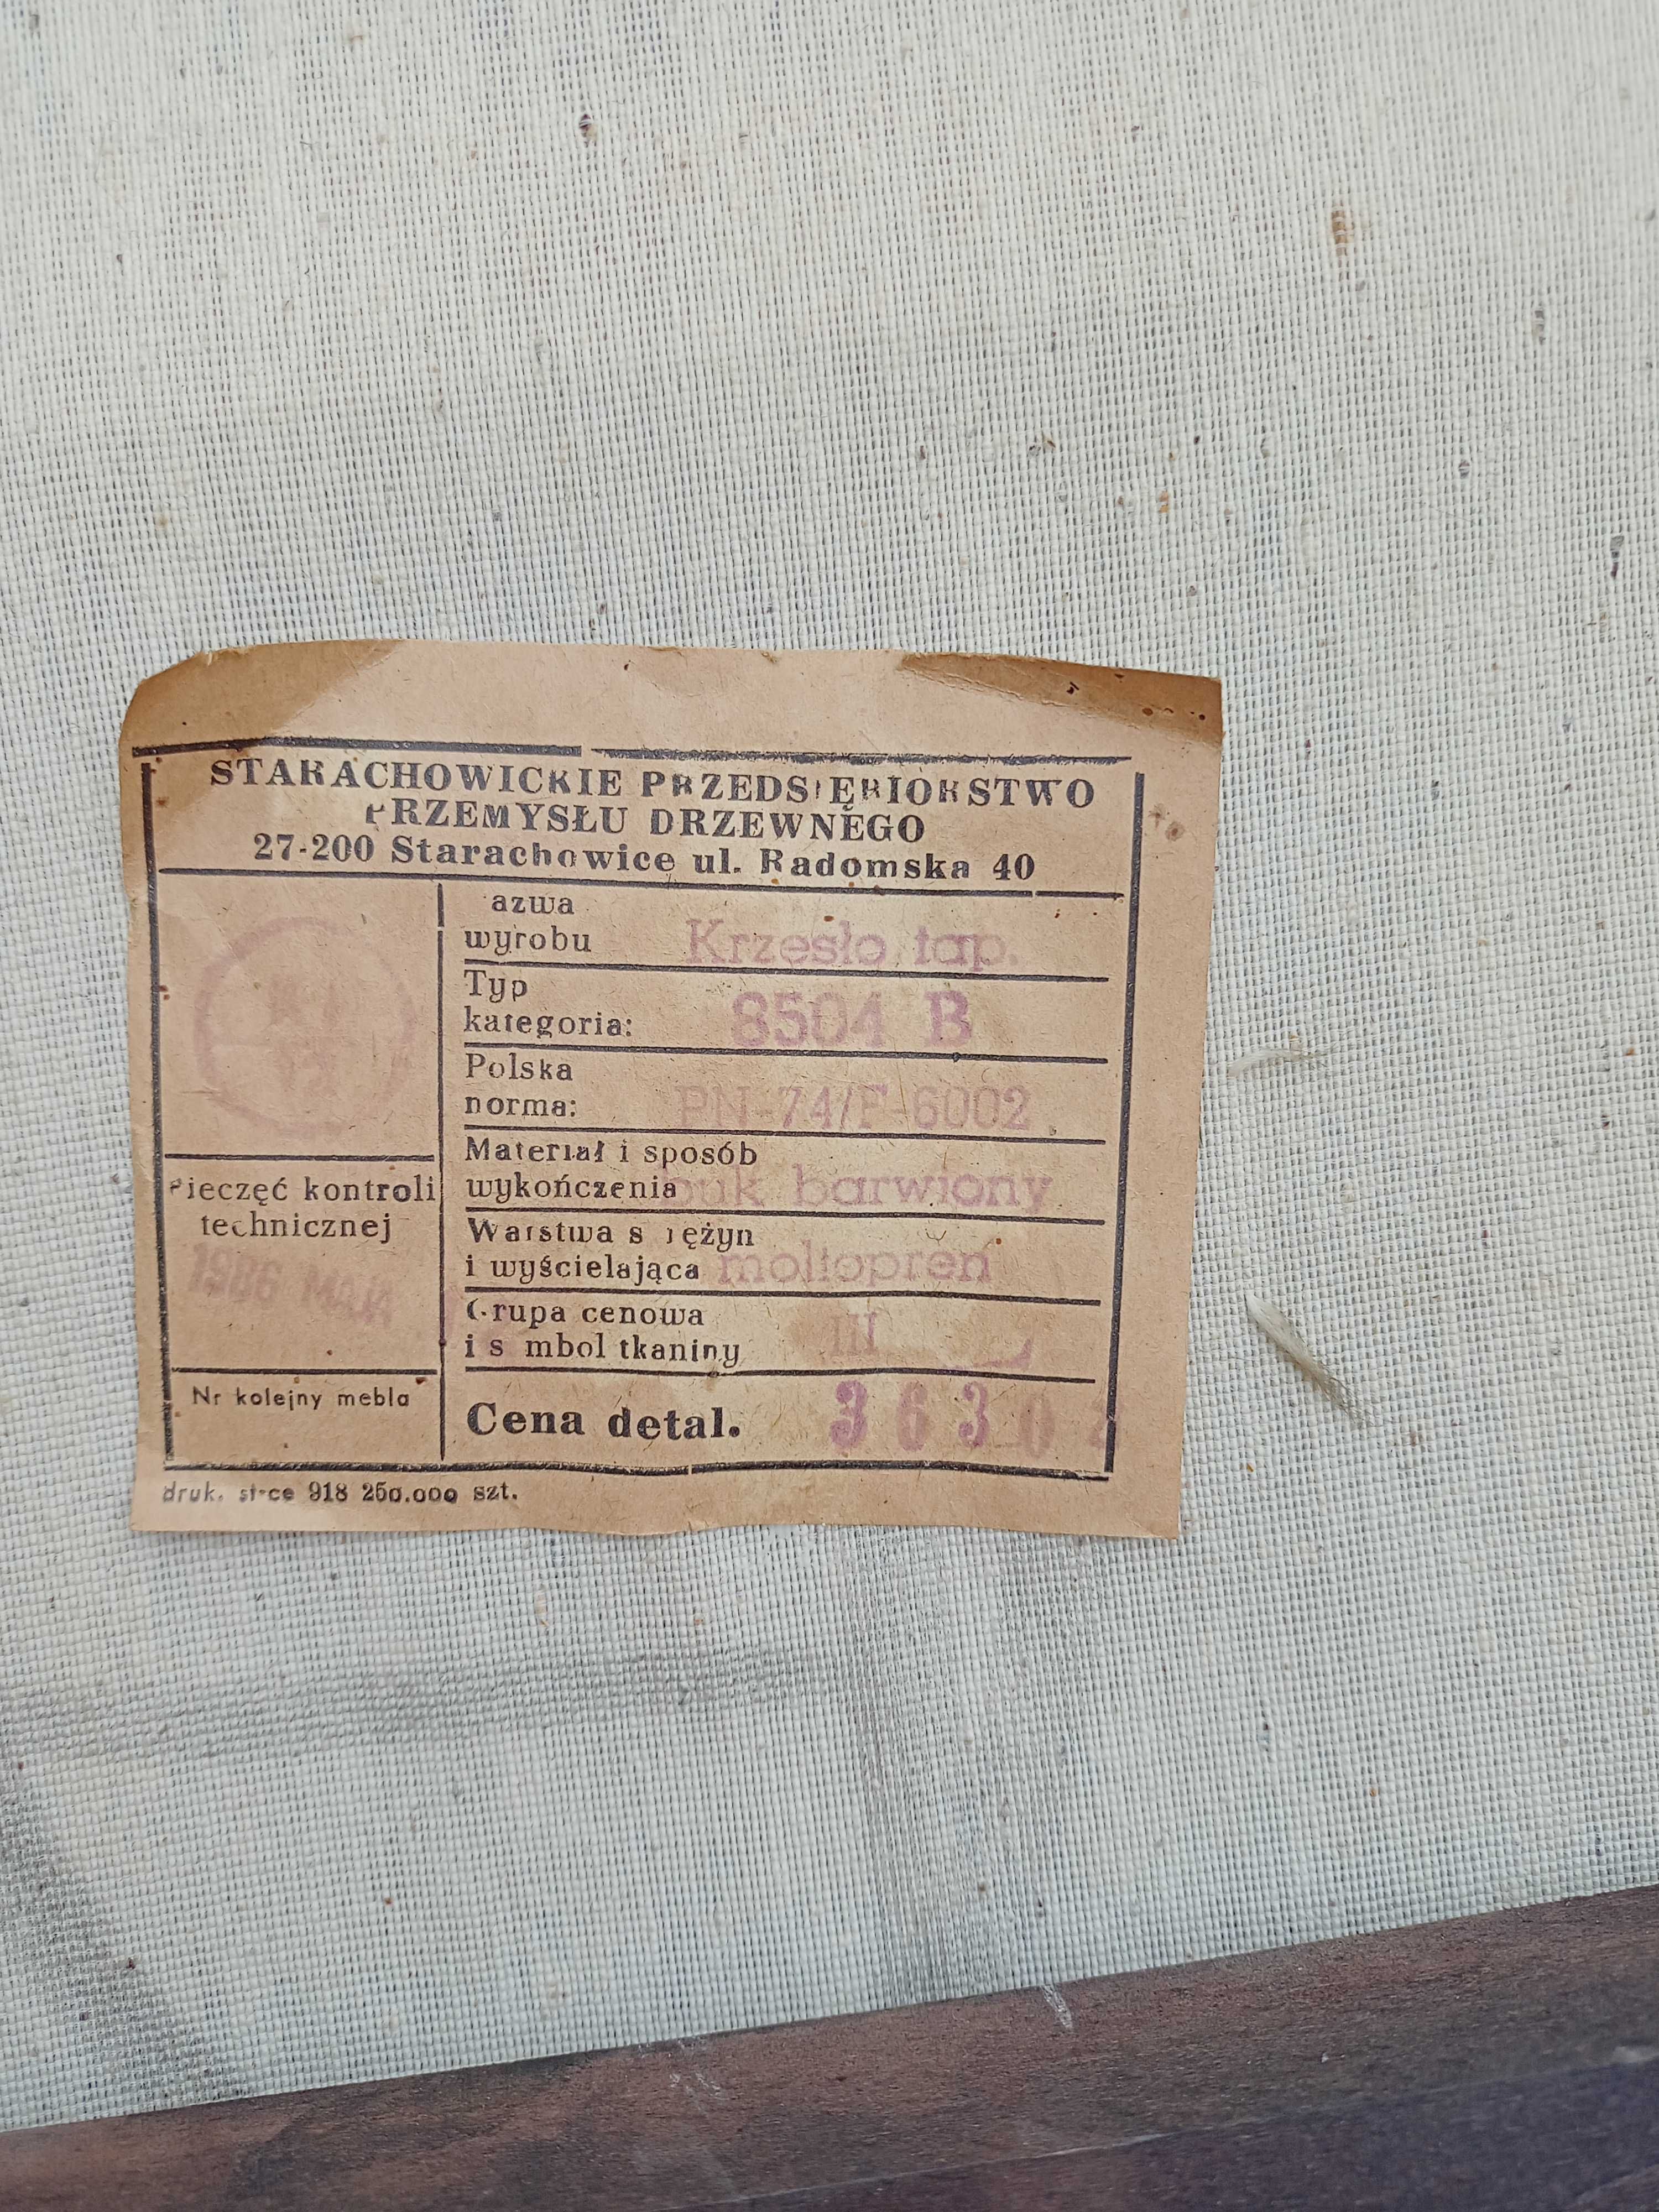 STARACHOWICKIE PRZEDSIĘBIORSTWO
PRZEMYSŁU DRZEWNEGO
27-200 Starachowice ul. Radomska 40
azwa
wyrobu Krzesło tap.
Typ
kategoria: 8504 B
Polska
norma: PN-74/F-6002
Materiał i sposób
wykończenia buk barwiony
Warstwa s ężyn
i wyścielająca moltopren
Grupa cenowa III
i s mbol tkaniny
Cena detal. 3630
Pieczęć kontroli
technicznej
1986 MAJA
Nr kolejny mebla
druk. st-ce 918 250.000 szt.